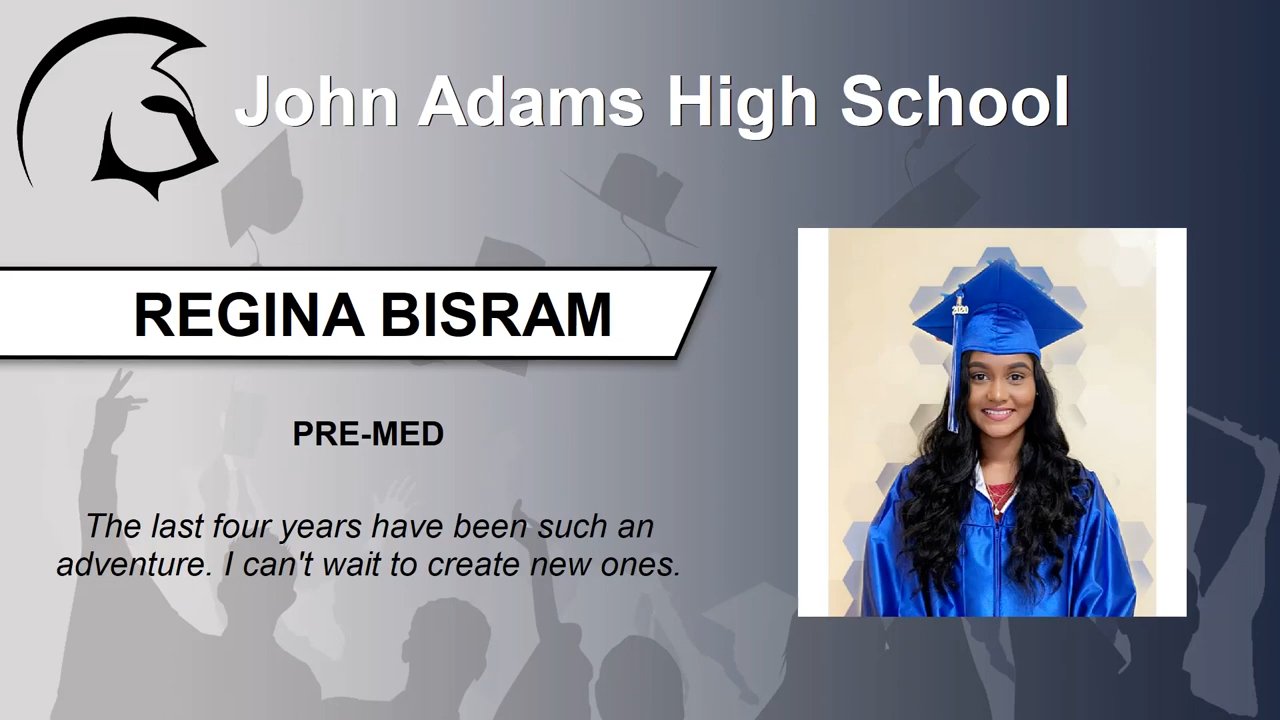 John Adams High School
REGINA BISRAM
PRE-MED
The last four years have been such an
adventure. I can't wait to create new ones.
2020